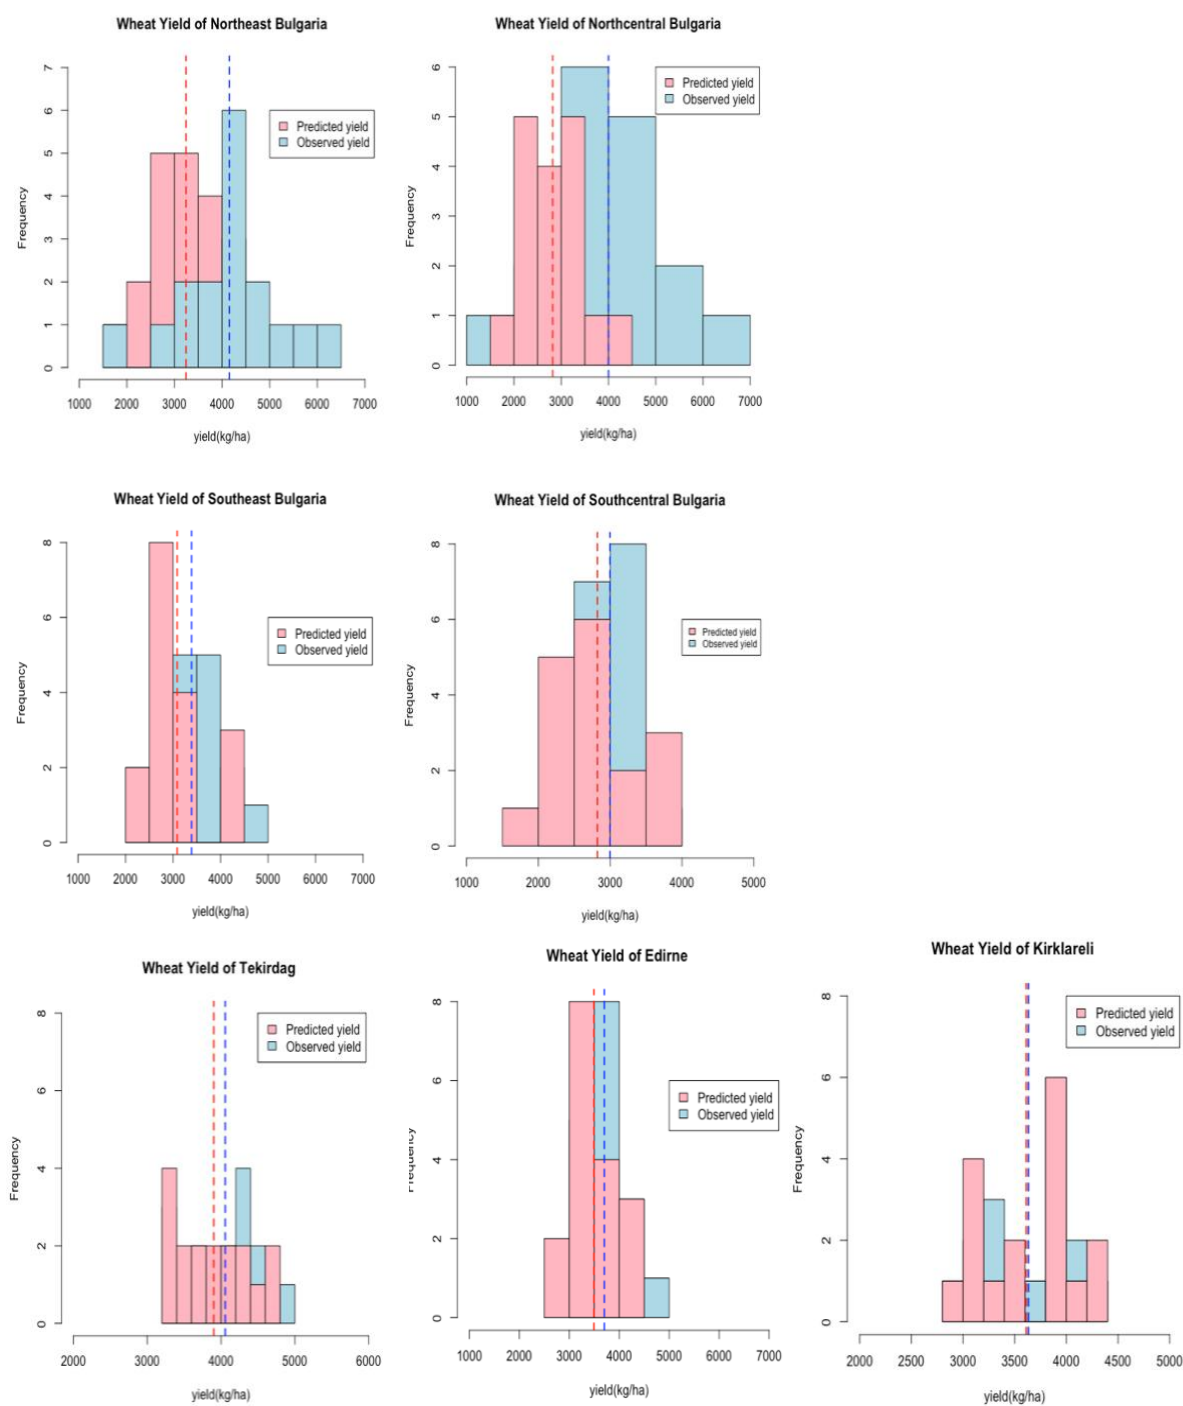 Wheat Yield of Northeast Bulgaria
Frequency
7
6
5
4
3
2
1
0
Predicted yield
Observed yield
1000 2000 3000 4000 5000 6000 7000
yield(kg/ha)
Wheat Yield of Northcentral Bulgaria
Frequency
6
5
4
3
2
1
0
Predicted yield
Observed yield
1000 2000 3000 4000 5000 6000 7000
yield(kg/ha)
Wheat Yield of Southeast Bulgaria
Frequency
8
6
4
2
0
Predicted yield
Observed yield
1000 2000 3000 4000 5000 6000 7000
yield(kg/ha)
Wheat Yield of Southcentral Bulgaria
Frequency
8
6
4
2
0
Predicted yield
Observed yield
1000 2000 3000 4000 5000
yield(kg/ha)
Wheat Yield of Tekirdag
Frequency
8
6
4
2
0
Predicted yield
Observed yield
2000 3000 4000 5000 6000
yield(kg/ha)
Wheat Yield of Edirne
Frequency
8
6
4
2
0
Predicted yield
Observed yield
1000 2000 3000 4000 5000 6000 7000
yield(kg/ha)
Wheat Yield of Kirklareli
Frequency
8
6
4
2
0
Predicted yield
Observed yield
2000 2500 3000 3500 4000 4500 5000
yield(kg/ha)